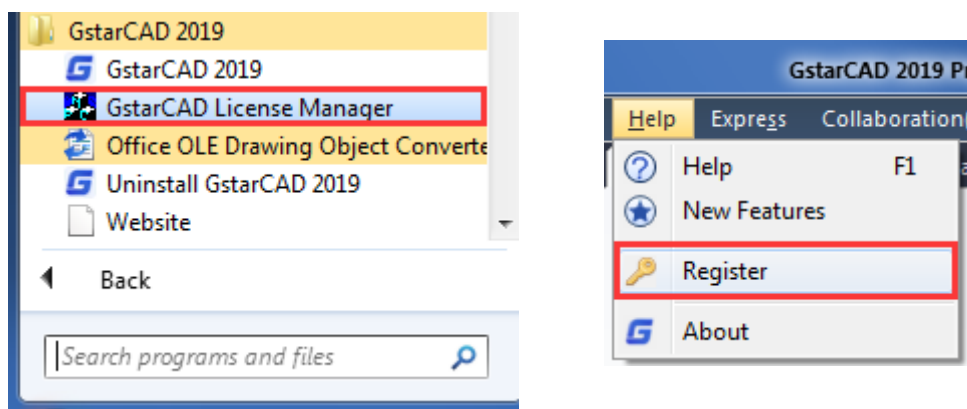 GstarCAD 2019
GstarCAD 2019
GstarCAD License Manager
Office OLE Drawing Object Converte
Uninstall GstarCAD 2019
Website
Back
Search programs and files
GstarCAD 2019 P
Help Express Collaboration
Help F1
New Features
Register
About